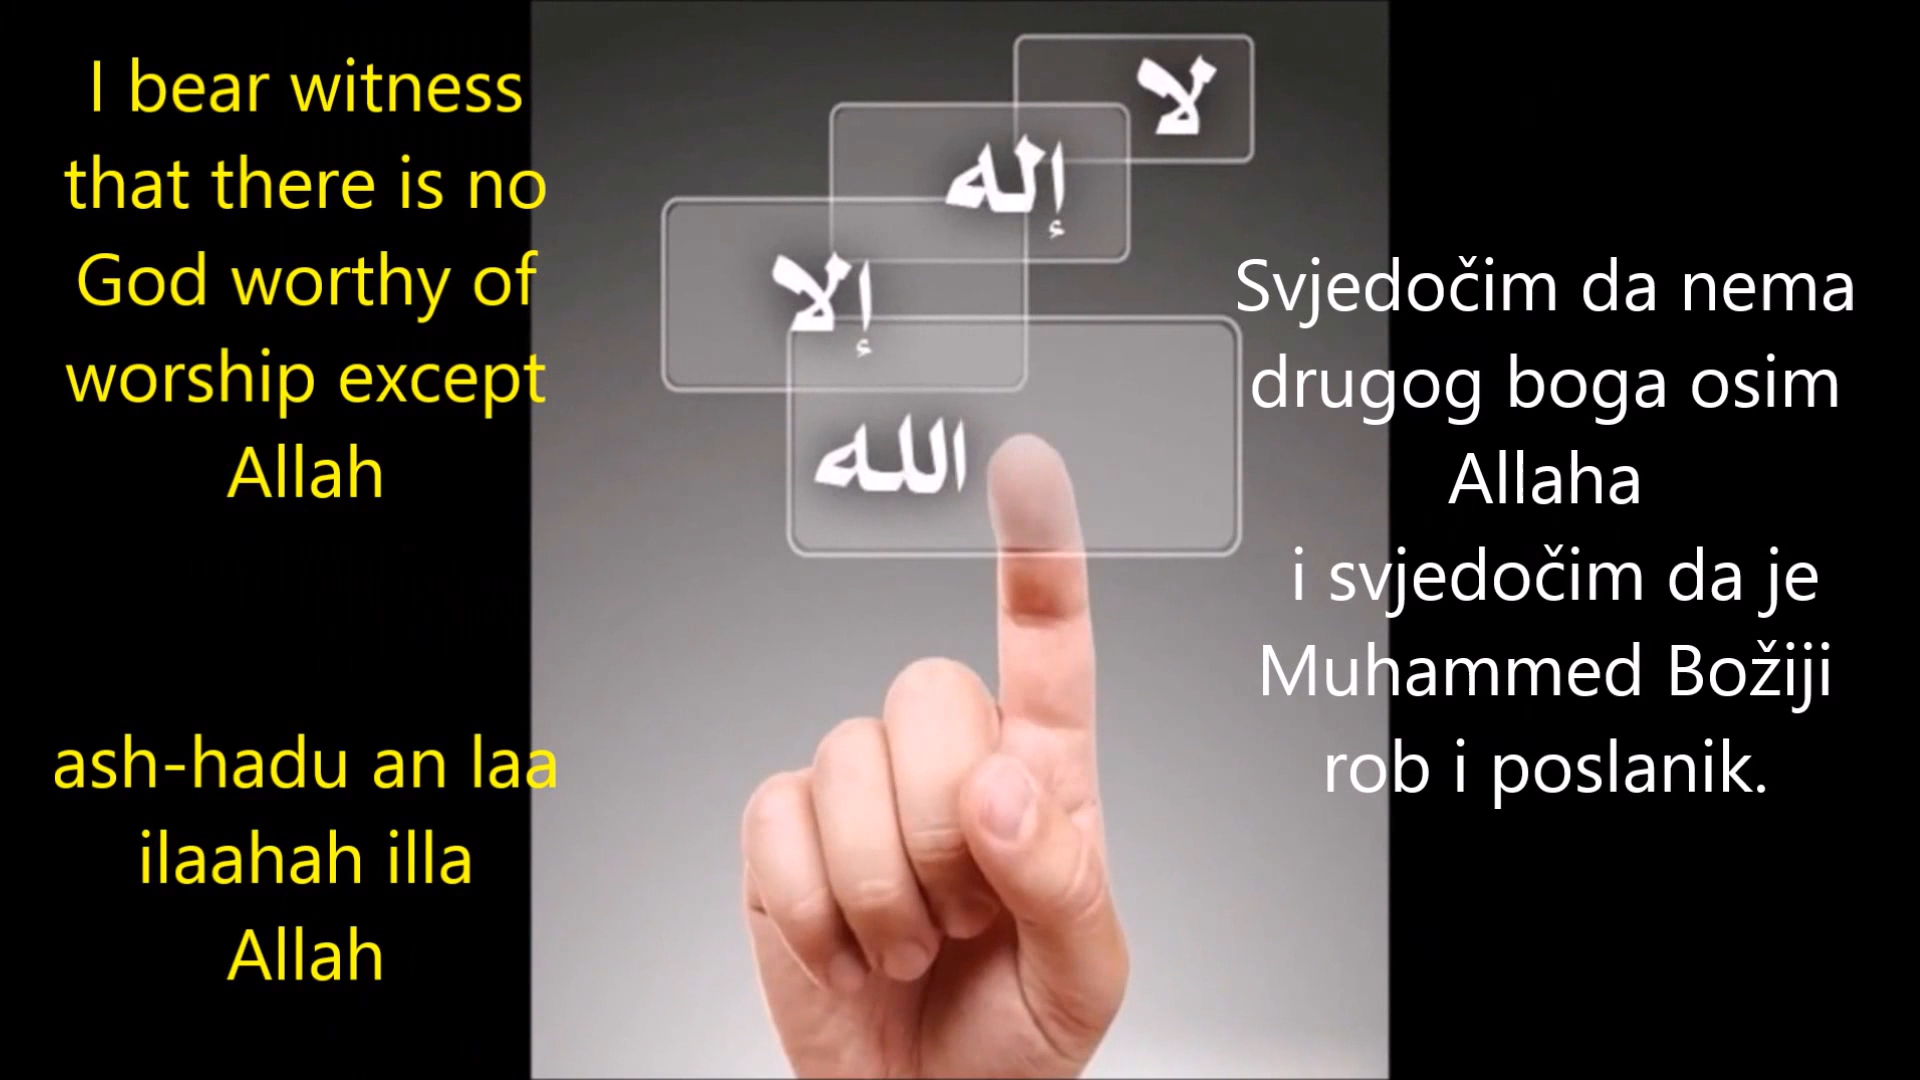 I bear witness
that there is no
God worthy of
worship except
Allah
ash-hadu an laa
ilaahah illa
Allah
لا
إله
إلا
الله
Svjedočim da nema
drugog boga osim
Allaha
i svjedočim da je
Muhammed Božiji
rob i poslanik.